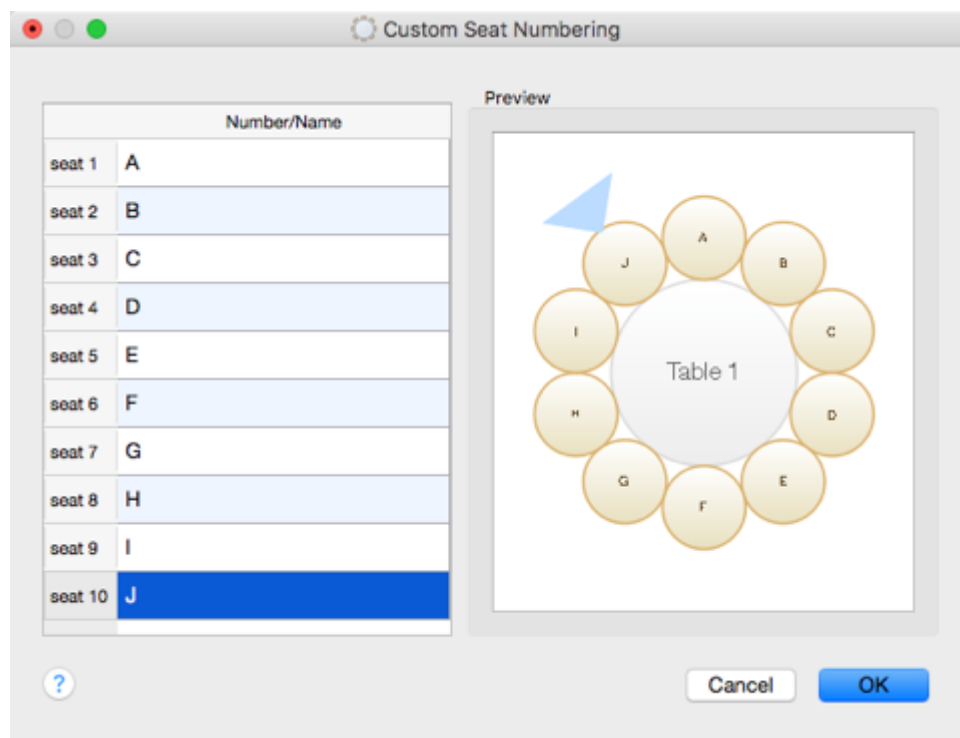 Custom Seat Numbering
Number/Name
seat 1 A
seat 2 B
seat 3 C
seat 4 D
seat 5 E
seat 6 F
seat 7 G
seat 8 H
seat 9 I
seat 10 J
Preview
A
J B
I C
Table 1
H D
G E
F
?
Cancel OK